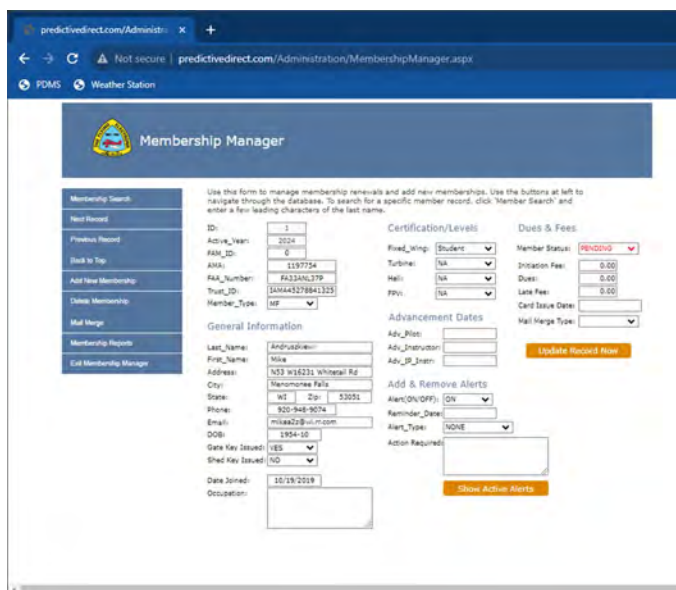 predictivedirect.com/Administr
Not secure | predictivedirect.com/Administration/MembershipManager.aspx
PDMS Weather Station
Membership Manager
Use this form to manage membership renewals and add new memberships. Use the buttons at left to
navigate through the database. To search for a specific member record, click 'Member Search' and
enter a few leading characters of the last name.
Membership Search
Next Record
Previous Record
Back to Top
Add New Membership
Delete Membership
Mail Merge
Membership Reports
Exit Membership Manager
ID: 1
Active_Year: 2024
FAM_ID: 0
AMA: 1197754
FAA_Number: FA33ANL37P
Trust_ID: IAMA45278841325
Member_Type: MF
General Information
Last_Name: Andruszkiewi
First_Name: Mike
Address: N53 W16231 Whitetail Rd
City: Menomonee Falls
State: WI Zip: 53051
Phone: 920-948-9074
Email:
DOB: 1954-10
Gate Key Issued: YES
Shed Key Issued: NO
Date Joined: 10/19/2019
Occupation:
Certification/Levels
Fixed_Wing: Student
Turbine: NA
Heli: NA
FPV: NA
Advancement Dates
Adv_Pilot:
Adv_Instructor:
Adv_IP_Instr:
Add & Remove Alerts
Alert(ON/OFF): ON
Reminder_Date:
Alert_Type: NONE
Action Required:
Show Active Alerts
Dues & Fees
Member Status: PENDING
Initiation Fee: 0.00
Dues: 0.00
Late Fee: 0.00
Card Issue Date:
Mail Merge Type:
Update Record Now